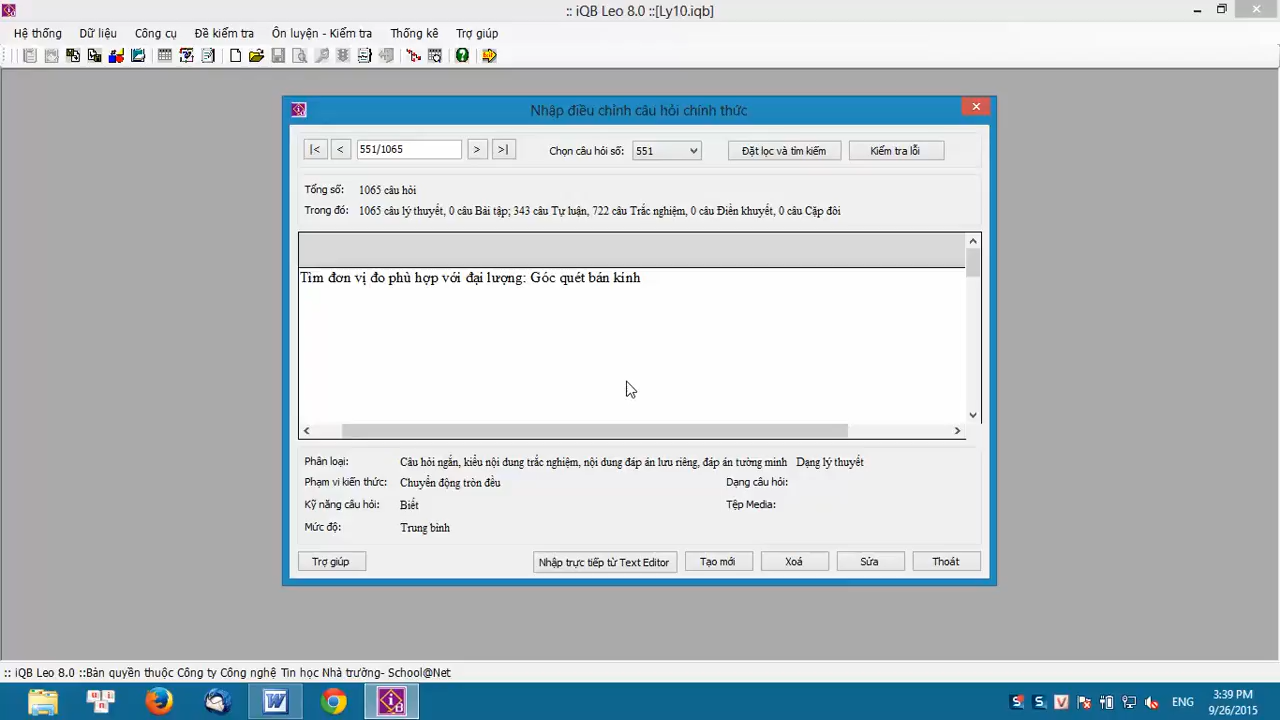 :: iQB Leo 8.0 ::[Ly10.iqb]
Hệ thống Dữ liệu Công cụ Đề kiểm tra Ôn luyện - Kiểm tra Thống kê Trợ giúp
Nhập điều chỉnh câu hỏi chính thức
|< < 551/1065 > >| Chọn câu hỏi số: 551 Đặt lọc và tìm kiếm Kiểm tra lỗi
Tổng số: 1065 câu hỏi
Trong đó: 1065 câu lý thuyết, 0 câu Bài tập; 343 câu Tự luận, 722 câu Trắc nghiệm, 0 câu Điền khuyết, 0 câu Cặp đôi
Tìm đơn vị đo phù hợp với đại lượng: Góc quét bán kính
Phân loại: Câu hỏi ngắn, kiểu nội dung trắc nghiệm, nội dung đáp án lưu riêng, đáp án tường minh Dạng lý thuyết
Phạm vi kiến thức: Chuyển động tròn đều Dạng câu hỏi:
Kỹ năng câu hỏi: Biết Tệp Media:
Mức độ: Trung bình
Trợ giúp Nhập trực tiếp từ Text Editor Tạo mới Xoá Sửa Thoát
:: iQB Leo 8.0 ::Bản quyền thuộc Công ty Công nghệ Tin học Nhà trường- School@Net
ENG 3:39 PM
9/26/2015